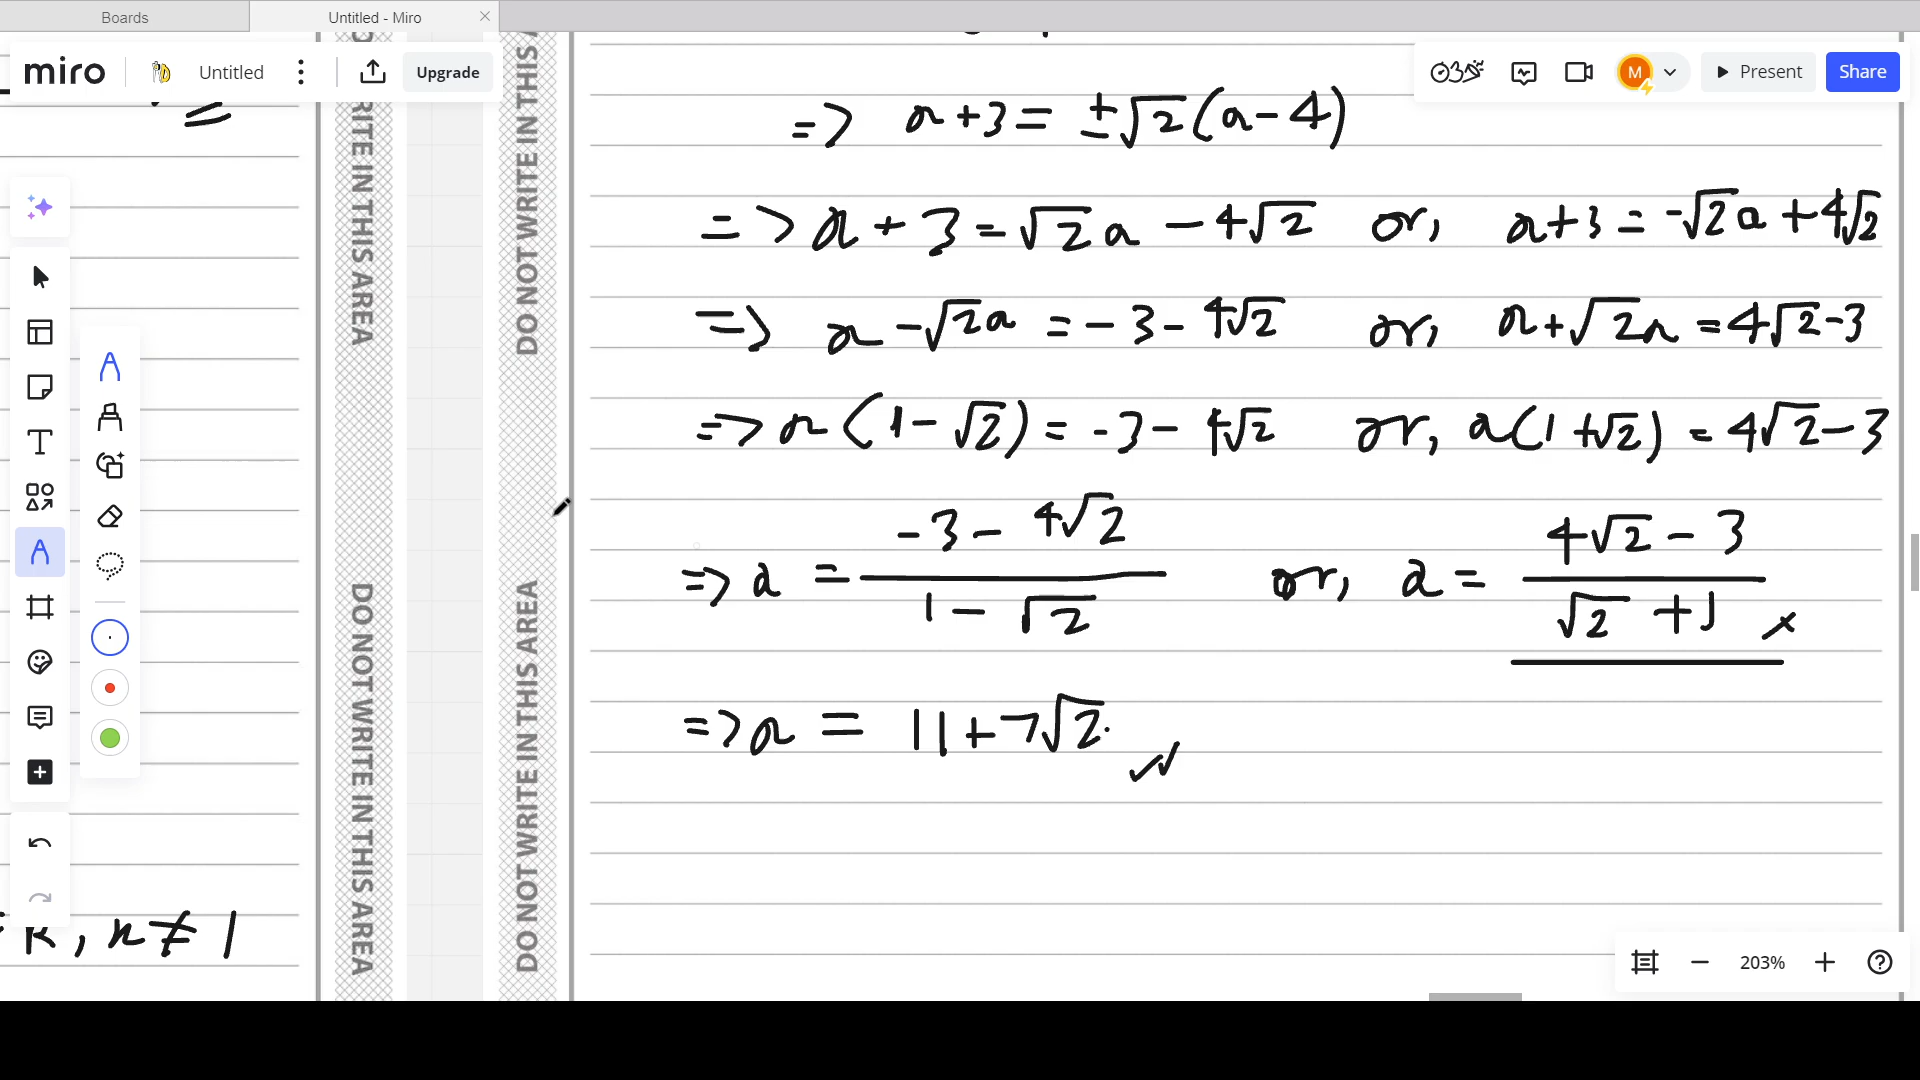 Boards
Untitled - Miro
miro
Untitled
Upgrade
Present
Share
M
=> a+3 = ±√2(a-4)
=> a + 3 = √2a - 4√2 or, a+3 = -√2a + 4√2
=> a - √2a = -3 - 4√2 or, a + √2a = 4√2 - 3
=> a(1 - √2) = -3 - 4√2 or, a(1 + √2) = 4√2 - 3
=> a = (-3 - 4√2)/(1 - √2) or, a = (4√2 - 3)/(√2 + 1) ×
=> a = 11 + 7√2.
R, x ≠ 1
DO NOT WRITE IN THIS AREA
RITE IN THIS AREA
DO NOT WRITE IN THIS AREA
DO NOT WRITE IN THIS
203%